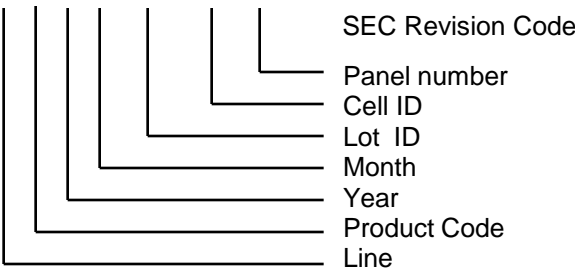 SEC Revision Code
Panel number
Cell ID
Lot ID
Month
Year
Product Code
Line